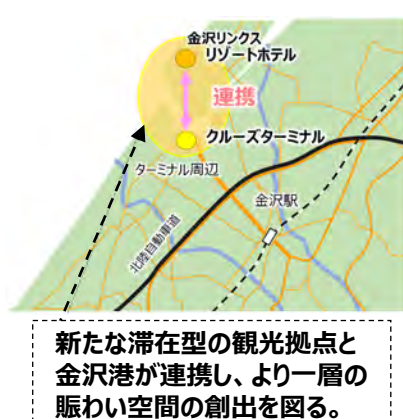 金沢リンクス
リゾートホテル
連携
クルーズターミナル
ターミナル周辺
金沢駅
北陸自動車道
新たな滞在型の観光拠点と
金沢港が連携し、より一層の
賑わい空間の創出を図る。